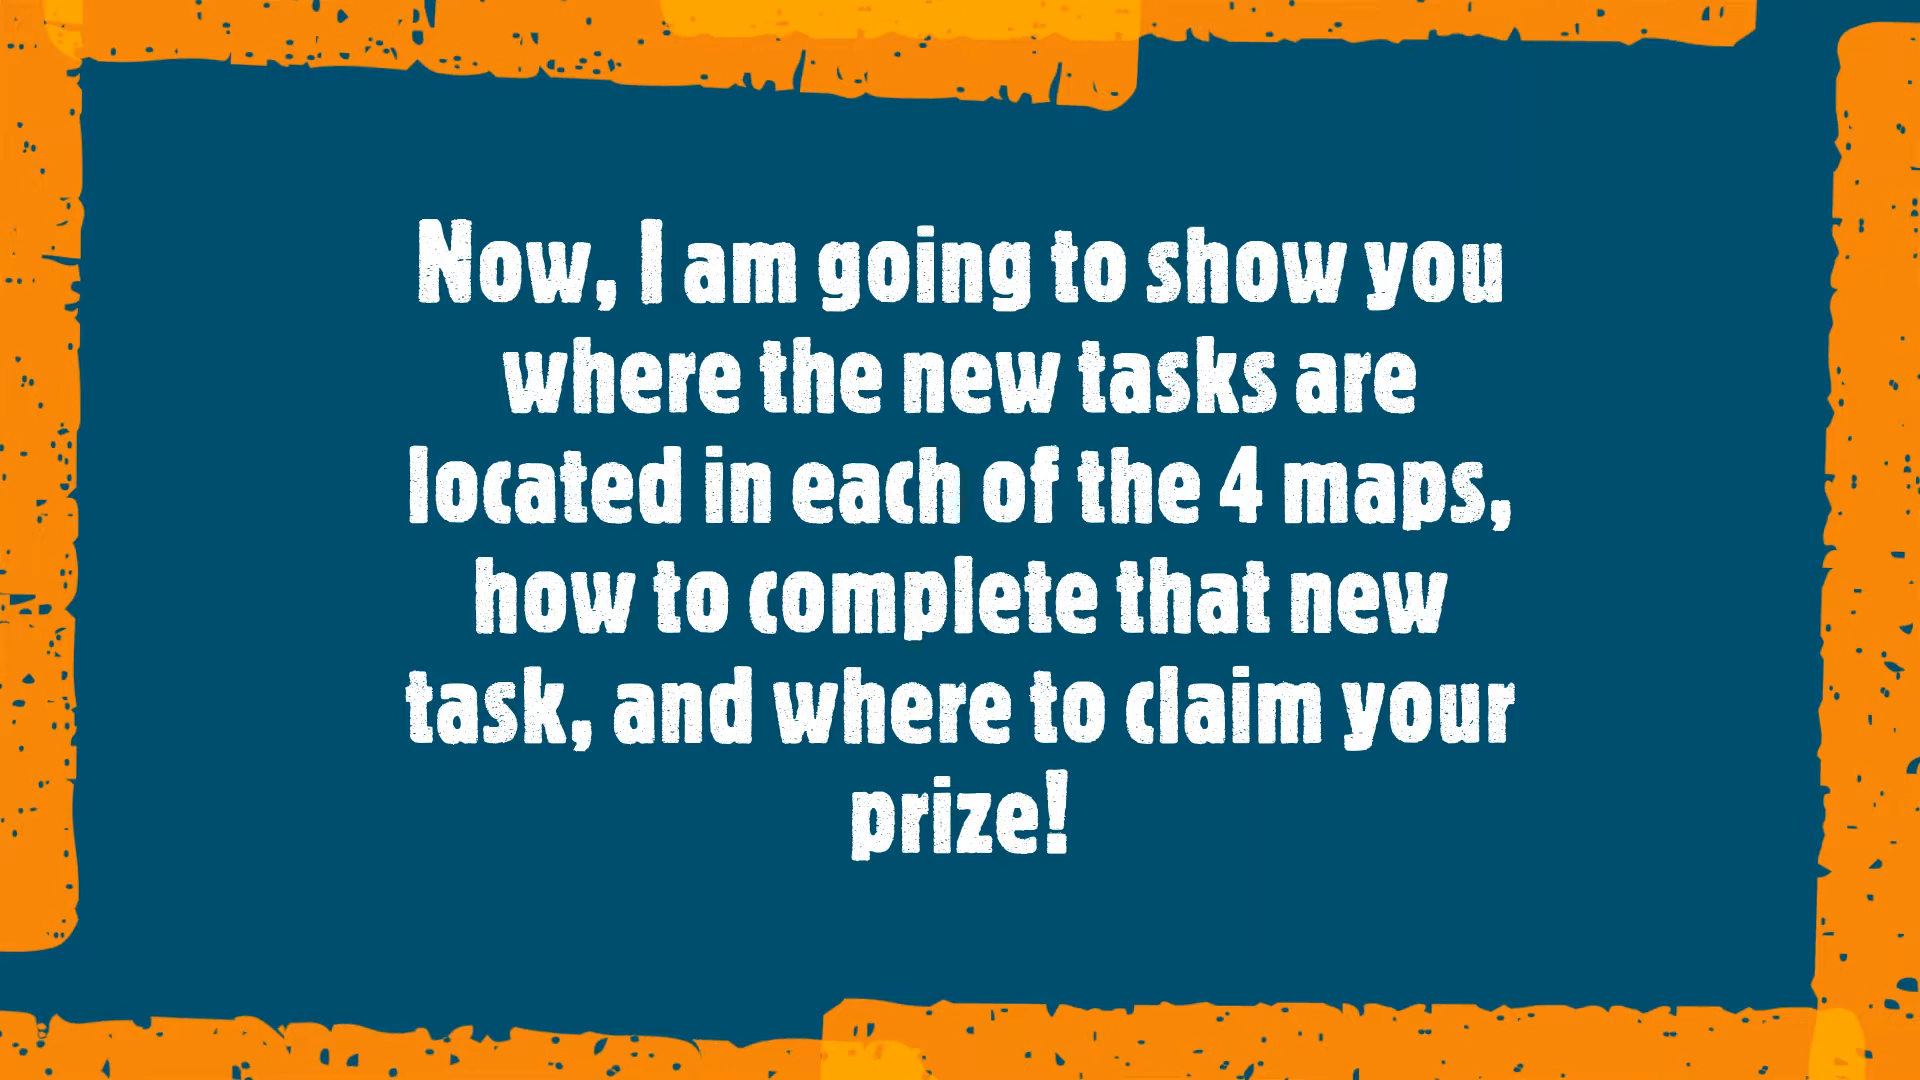 Now, I am going to show you
where the new tasks are
located in each of the 4 maps,
how to complete that new
task, and where to claim your
prize!